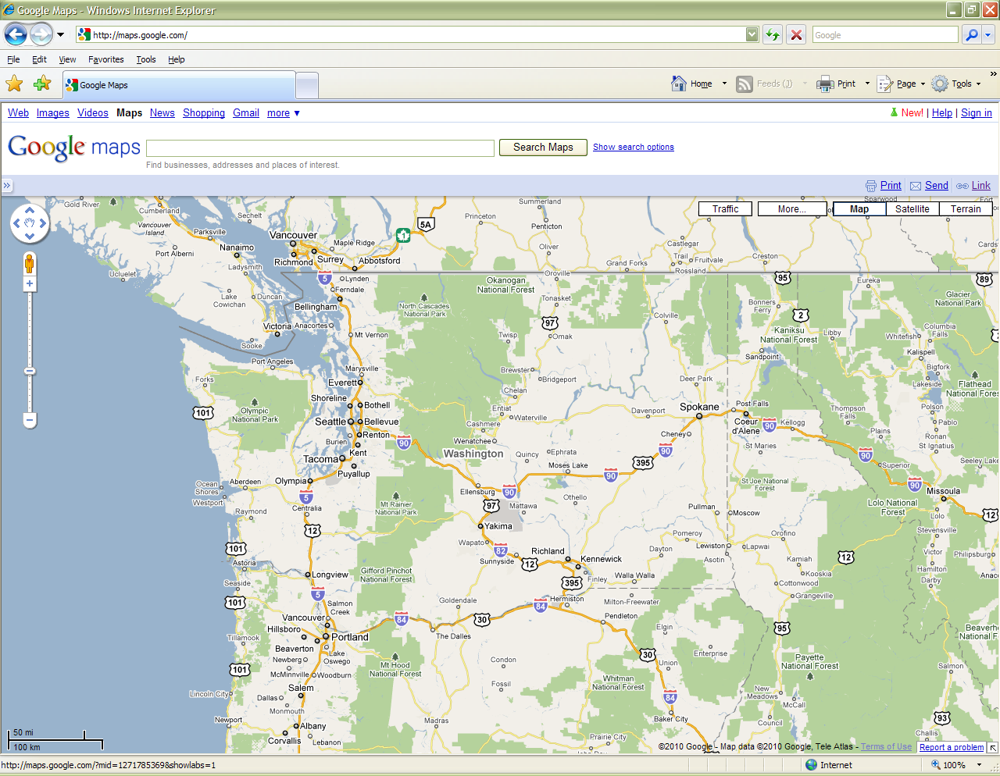 Google Maps - Windows Internet Explorer
http://maps.google.com/
Google
File Edit View Favorites Tools Help
Google Maps
Home Feeds (J) Print Page Tools »
Web Images Videos Maps News Shopping Gmail more ▼
New! | Help | Sign in
Google maps
Search Maps
Show search options
Find businesses, addresses and places of interest.
»
Print Send Link
Traffic More... Map Satellite Terrain
Gold River
Cumberland
Sechelt
Princeton
Summerland
Penticton
Sparwood
Fort
Vancouver Island
Parksville
Vancouver
5A
1
Maple Ridge
Oliver
Castlegar
Trail
Fruitvale
Creston
Cards
Port Alberni
Nanaimo
Richmond
Surrey
Abbotsford
Grand Forks
Rossland
Ladysmith
Ucluelet
5
Lynden
Ferndale
Okanogan National Forest
Oroville
95
Eureka
89
Lake Cowichan
Duncan
Bellingham
North Cascades National Park
Tonasket
Bonners Ferry
Glacier National Park
Victoria
Anacortes
97
Colville
2
Sooke
Mt Vernon
Twisp
Omak
Kaniksu National Forest
Libby
Whitefish
Columbia Falls
Port Angeles
Marysville
Brewster
Sandpoint
Kalispell
Forks
Everett
Bridgeport
Deer Park
Bigfork
Lakeside
Flathead National
Chelan
101
Olympic National Park
Shoreline
Bothell
Entiat
Waterville
Davenport
Spokane
Post Falls
Coeur d'Alene
Thompson Falls
Polson
Seattle
Bellevue
Cashmere
90
Kellogg
Pablo
Renton
Burien
Wenatchee
Cheney
Plains
Ronan
Kent
90
Washington
Quincy
Ephrata
90
St Maries
St Ignatius
Tacoma
Moses Lake
395
90
Superior
Seeley Lake
Puyallup
90
Ocean Shores
Aberdeen
Olympia
Ellensburg
90
St Joe National Forest
90
Missoula
Westport
5
Mt Rainier National Park
97
Othello
Lolo National Forest
Raymond
Centralia
Mattawa
Pullman
Moscow
Lolo
12
12
Yakima
Pomeroy
Orofino
Stevensville
101
Wapato
82
Richland
Dayton
Lewiston
Lapwai
Victor
Philipsburg
Astoria
Sunnyside
12
Kennewick
Asotin
Kamiah
12
Hamilton
Longview
Gifford Pinchot National Forest
Finley
Walla Walla
Kooskia
Darby
Anac
Seaside
395
Cottonwood
101
5
Salmon Creek
Goldendale
84
Hermiston
Milton-Freewater
Grangeville
Vancouver
84
30
Pendleton
Elgin
95
Beaverhe National F
Hillsboro
Portland
The Dalles
Tillamook
Beaverton
Lake Oswego
30
Enterprise
Newberg
Condon
Union
Payette National Forest
101
McMinnville
Woodburn
Mt Hood National Forest
Whitman National Forest
Salmon
Lincoln City
Dallas
Salem
Fossil
84
New Meadows
McCall
Monmouth
Newport
Albany
Madras
Baker City
Council
93
Corvallis
Lebanon
Prairie City
Challis
50 mi
100 km
©2010 Google - Map data ©2010 Google, Tele Atlas - Terms of Use
Report a problem
http://maps.google.com/?mid=1271785369&showlabs=1
Internet
100%